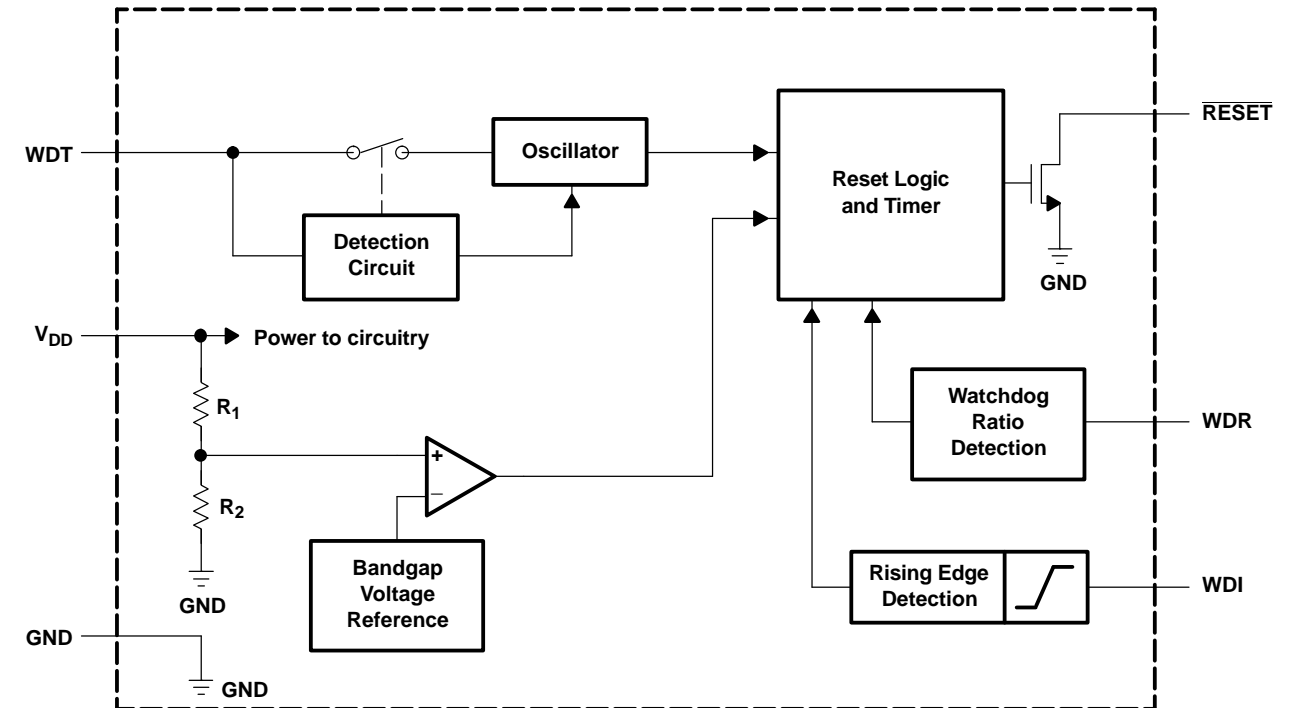 RESET
WDT
Oscillator
Reset Logic
and Timer
Detection
Circuit
GND
VDD
Power to circuitry
R1
Watchdog
Ratio
Detection
WDR
+
−
R2
Bandgap
Voltage
Reference
Rising Edge
Detection
WDI
GND
GND
GND